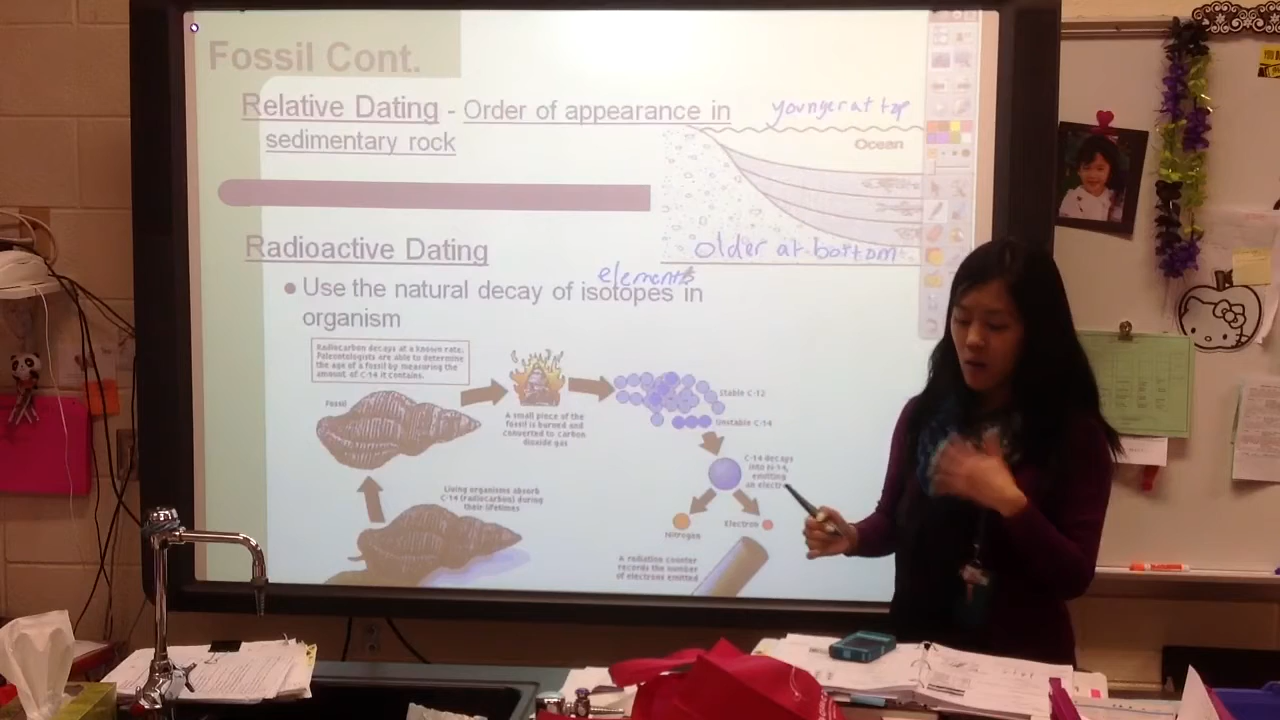 Fossil Cont.
Relative Dating - Order of appearance in
sedimentary rock
younger at top
Ocean
older at bottom
Radioactive Dating
elements
Use the natural decay of isotopes in
organism
Radiocarbon decays at a known rate.
Paleontologists are able to determine
the age of a fossil by measuring the
amount of C-14 it contains.
Fossil
A small piece of the
fossil is burned and
converted to carbon
dioxide gas
Stable C-12
Unstable C-14
C-14 decays
into N-14,
emitting
an electron
Nitrogen
Electron
Living organisms absorb
C-14 (radiocarbon) during
their lifetimes
A radiation counter
records the number
of electrons emitted